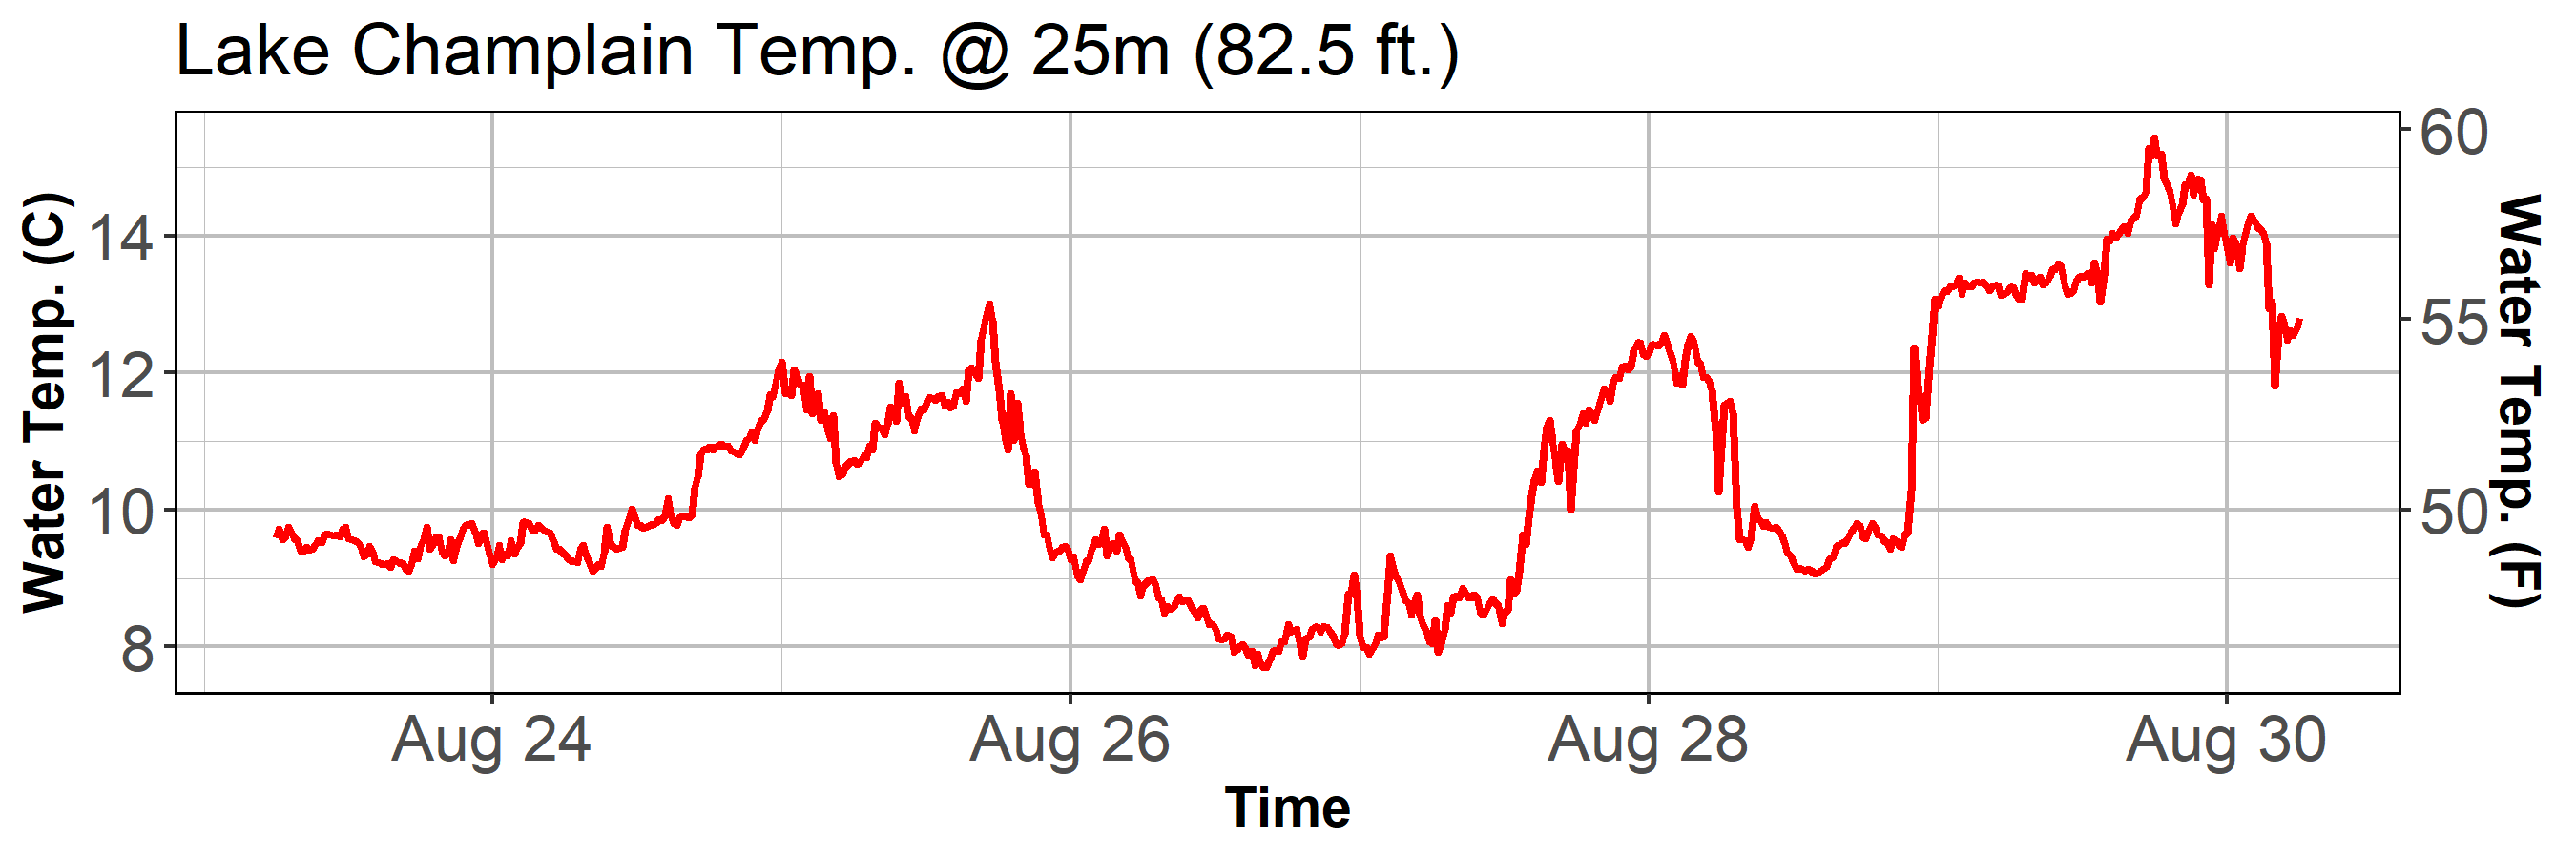 Lake Champlain Temp. @ 25m (82.5 ft.)
Water Temp. (C)
14
12
10
8
60
55
50
Water Temp. (F)
Aug 24 Aug 26 Aug 28 Aug 30
Time